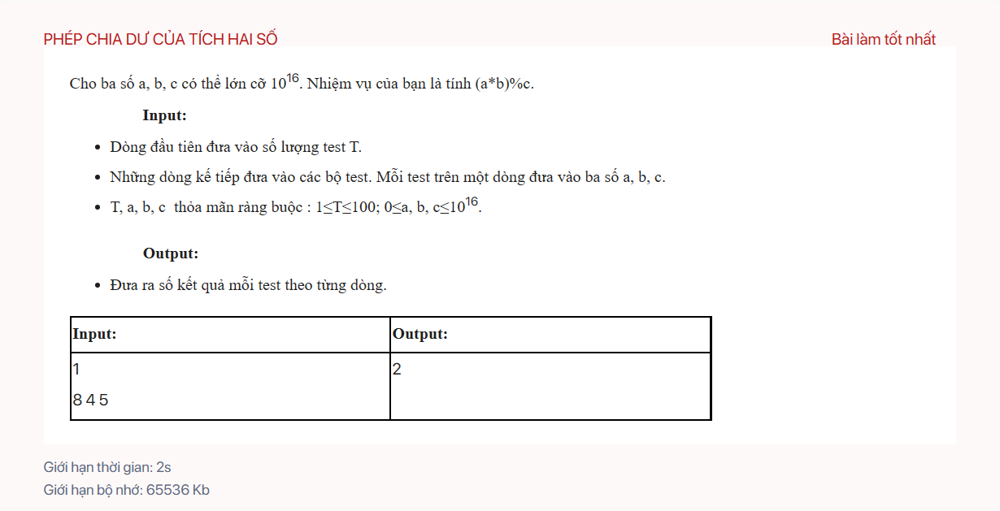 PHÉP CHIA DƯ CỦA TÍCH HAI SỐ
Bài làm tốt nhất
Cho ba số a, b, c có thể lớn cỡ 10^16. Nhiệm vụ của bạn là tính (a*b)%c.
Input:
• Dòng đầu tiên đưa vào số lượng test T.
• Những dòng kế tiếp đưa vào các bộ test. Mỗi test trên một dòng đưa vào ba số a, b, c.
• T, a, b, c thỏa mãn ràng buộc : 1≤T≤100; 0≤a, b, c≤10^16.
Output:
• Đưa ra số kết quả mỗi test theo từng dòng.
Input: Output:
1 2
8 4 5
Giới hạn thời gian: 2s
Giới hạn bộ nhớ: 65536 Kb